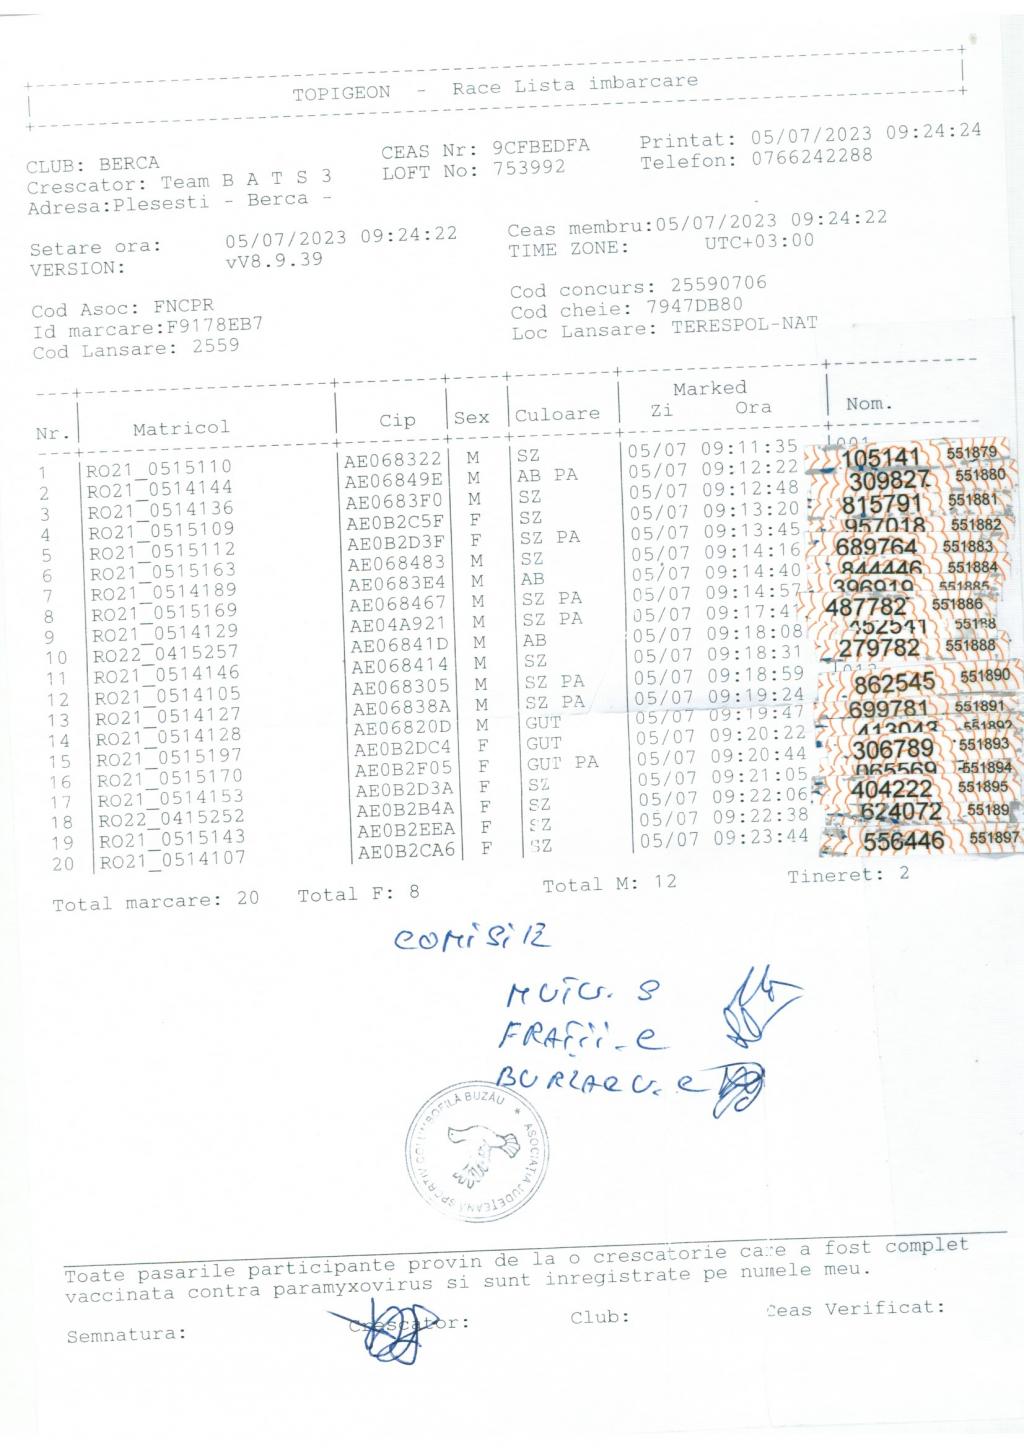 TOPIGEON - Race Lista imbarcare
CLUB: BERCA CEAS Nr: 9CFBEDFA Printat: 05/07/2023 09:24:24
Crescator: Team B A T S 3 LOFT No: 753992 Telefon: 0766242288
Adresa:Plesesti - Berca -
Setare ora: 05/07/2023 09:24:22 Ceas membru:05/07/2023 09:24:22
VERSION: vV8.9.39 TIME ZONE: UTC+03:00
Cod Asoc: FNCPR Cod concurs: 25590706
Id marcare:F9178EB7 Cod cheie: 7947DB80
Cod Lansare: 2559 Loc Lansare: TERESPOL-NAT
Nr. Matricol Cip Sex Culoare Marked Zi Ora Nom.
1 RO21_0515110 AE068322 M SZ 05/07 09:11:35 105141 551879
2 RO21_0514144 AE06849E M AB PA 05/07 09:12:22 309827 551880
3 RO21_0514136 AE0683F0 M SZ 05/07 09:12:48 815791 551881
4 RO21_0515109 AE0B2C5F F SZ 05/07 09:13:20 957018 551882
5 RO21_0515112 AE0B2D3F F SZ PA 05/07 09:13:45 689764 551883
6 RO21_0515163 AE068483 M SZ 05/07 09:14:16 844446 551884
7 RO21_0514189 AE0683E4 M AB 05/07 09:14:40 396919 551885
8 RO21_0515169 AE068467 M SZ PA 05/07 09:14:57 487782 551886
9 RO21_0514129 AE04A921 M SZ PA 05/07 09:17:41 452541 55188
10 RO22_0415257 AE06841D M AB 05/07 09:18:08 279782 551888
11 RO21_0514146 AE068414 M SZ 05/07 09:18:31
12 RO21_0514105 AE068305 M SZ PA 05/07 09:18:59 862545 551890
13 RO21_0514127 AE06838A M SZ PA 05/07 09:19:24 699781 551891
14 RO21_0514128 AE06820D M GUT 05/07 09:19:47 413043 551892
15 RO21_0515197 AE0B2DC4 F GUT 05/07 09:20:22 306789 551893
16 RO21_0515170 AE0B2F05 F GUT PA 05/07 09:20:44 065569 551894
17 RO21_0514153 AE0B2D3A F SZ 05/07 09:21:05 404222 551895
18 RO22_0415252 AE0B2B4A F SZ 05/07 09:22:06 624072 55189
19 RO21_0515143 AE0B2EEA F SZ 05/07 09:22:38 556446 551897
20 RO21_0514107 AE0B2CA6 F SZ 05/07 09:23:44
Total marcare: 20 Total F: 8 Total M: 12 Tineret: 2
COMISIE
FRAȚII. C
ASOCIAȚIA JUDEȚEANĂ SPORTIV COLUMBOFILĂ BUZĂU *
Toate pasarile participante provin de la o crescatorie care a fost complet
vaccinata contra paramyxovirus si sunt inregistrate pe numele meu.
Semnatura: Crescator: Club: Ceas Verificat: